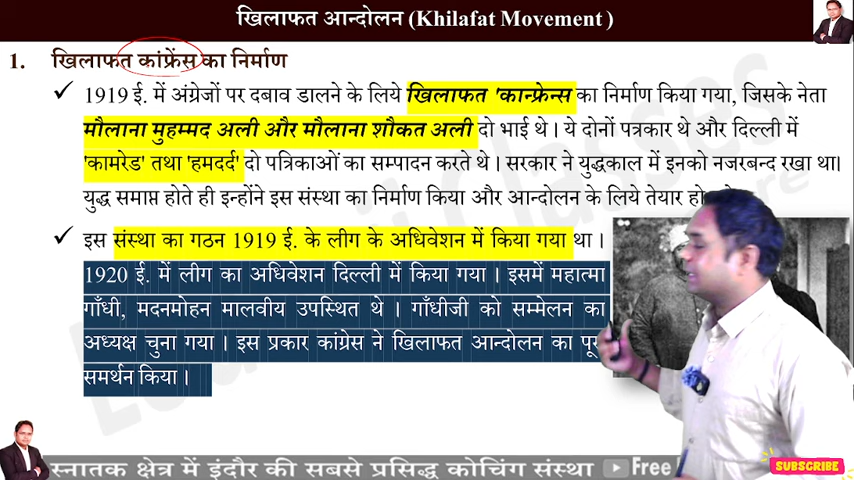 खिलाफत आन्दोलन (Khilafat Movement )
1. खिलाफत कांफ्रेंस का निर्माण
✓ 1919 ई. में अंग्रेजों पर दबाव डालने के लिये खिलाफत 'कान्फ्रेन्स का निर्माण किया गया, जिसके नेता
मौलाना मुहम्मद अली और मौलाना शौकत अली दो भाई थे। ये दोनों पत्रकार थे और दिल्ली में
'कामरेड' तथा 'हमदर्द' दो पत्रिकाओं का सम्पादन करते थे। सरकार ने युद्धकाल में इनको नजरबन्द रखा था।
युद्ध समाप्त होते ही इन्होंने इस संस्था का निर्माण किया और आन्दोलन के लिये तैयार हो
✓ इस संस्था का गठन 1919 ई. के लीग के अधिवेशन में किया गया था।
1920 ई. में लीग का अधिवेशन दिल्ली में किया गया। इसमें महात्मा
गाँधी, मदनमोहन मालवीय उपस्थित थे। गाँधीजी को सम्मेलन का
अध्यक्ष चुना गया। इस प्रकार कांग्रेस ने खिलाफत आन्दोलन का
समर्थन किया।
स्नातक क्षेत्र में इंदौर की सबसे प्रसिद्ध कोचिंग संस्था Free
SUBSCRIBE